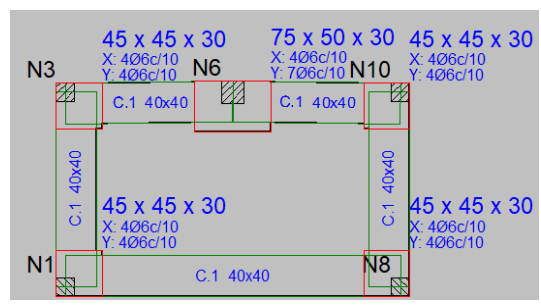 45 x 45 x 30
X: 4Ø6c/10
Y: 4Ø6c/10
75 x 50 x 30
X: 4Ø6c/10
Y: 7Ø6c/10
45 x 45 x 30
X: 4Ø6c/10
Y: 4Ø6c/10
N3
N6
N10
C.1 40x40
C.1 40x40
C.1 40x40
C.1 40x40
45 x 45 x 30
X: 4Ø6c/10
Y: 4Ø6c/10
45 x 45 x 30
X: 4Ø6c/10
Y: 4Ø6c/10
N1
N8
C.1 40x40